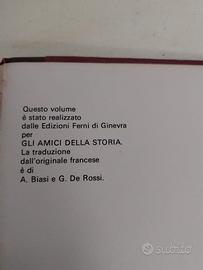 Questo volume
è stato realizzato
dalle Edizioni Ferni di Ginevra
per
GLI AMICI DELLA STORIA.
La traduzione
dall'originale francese
è di
A. Biasi e G. De Rossi.
subito